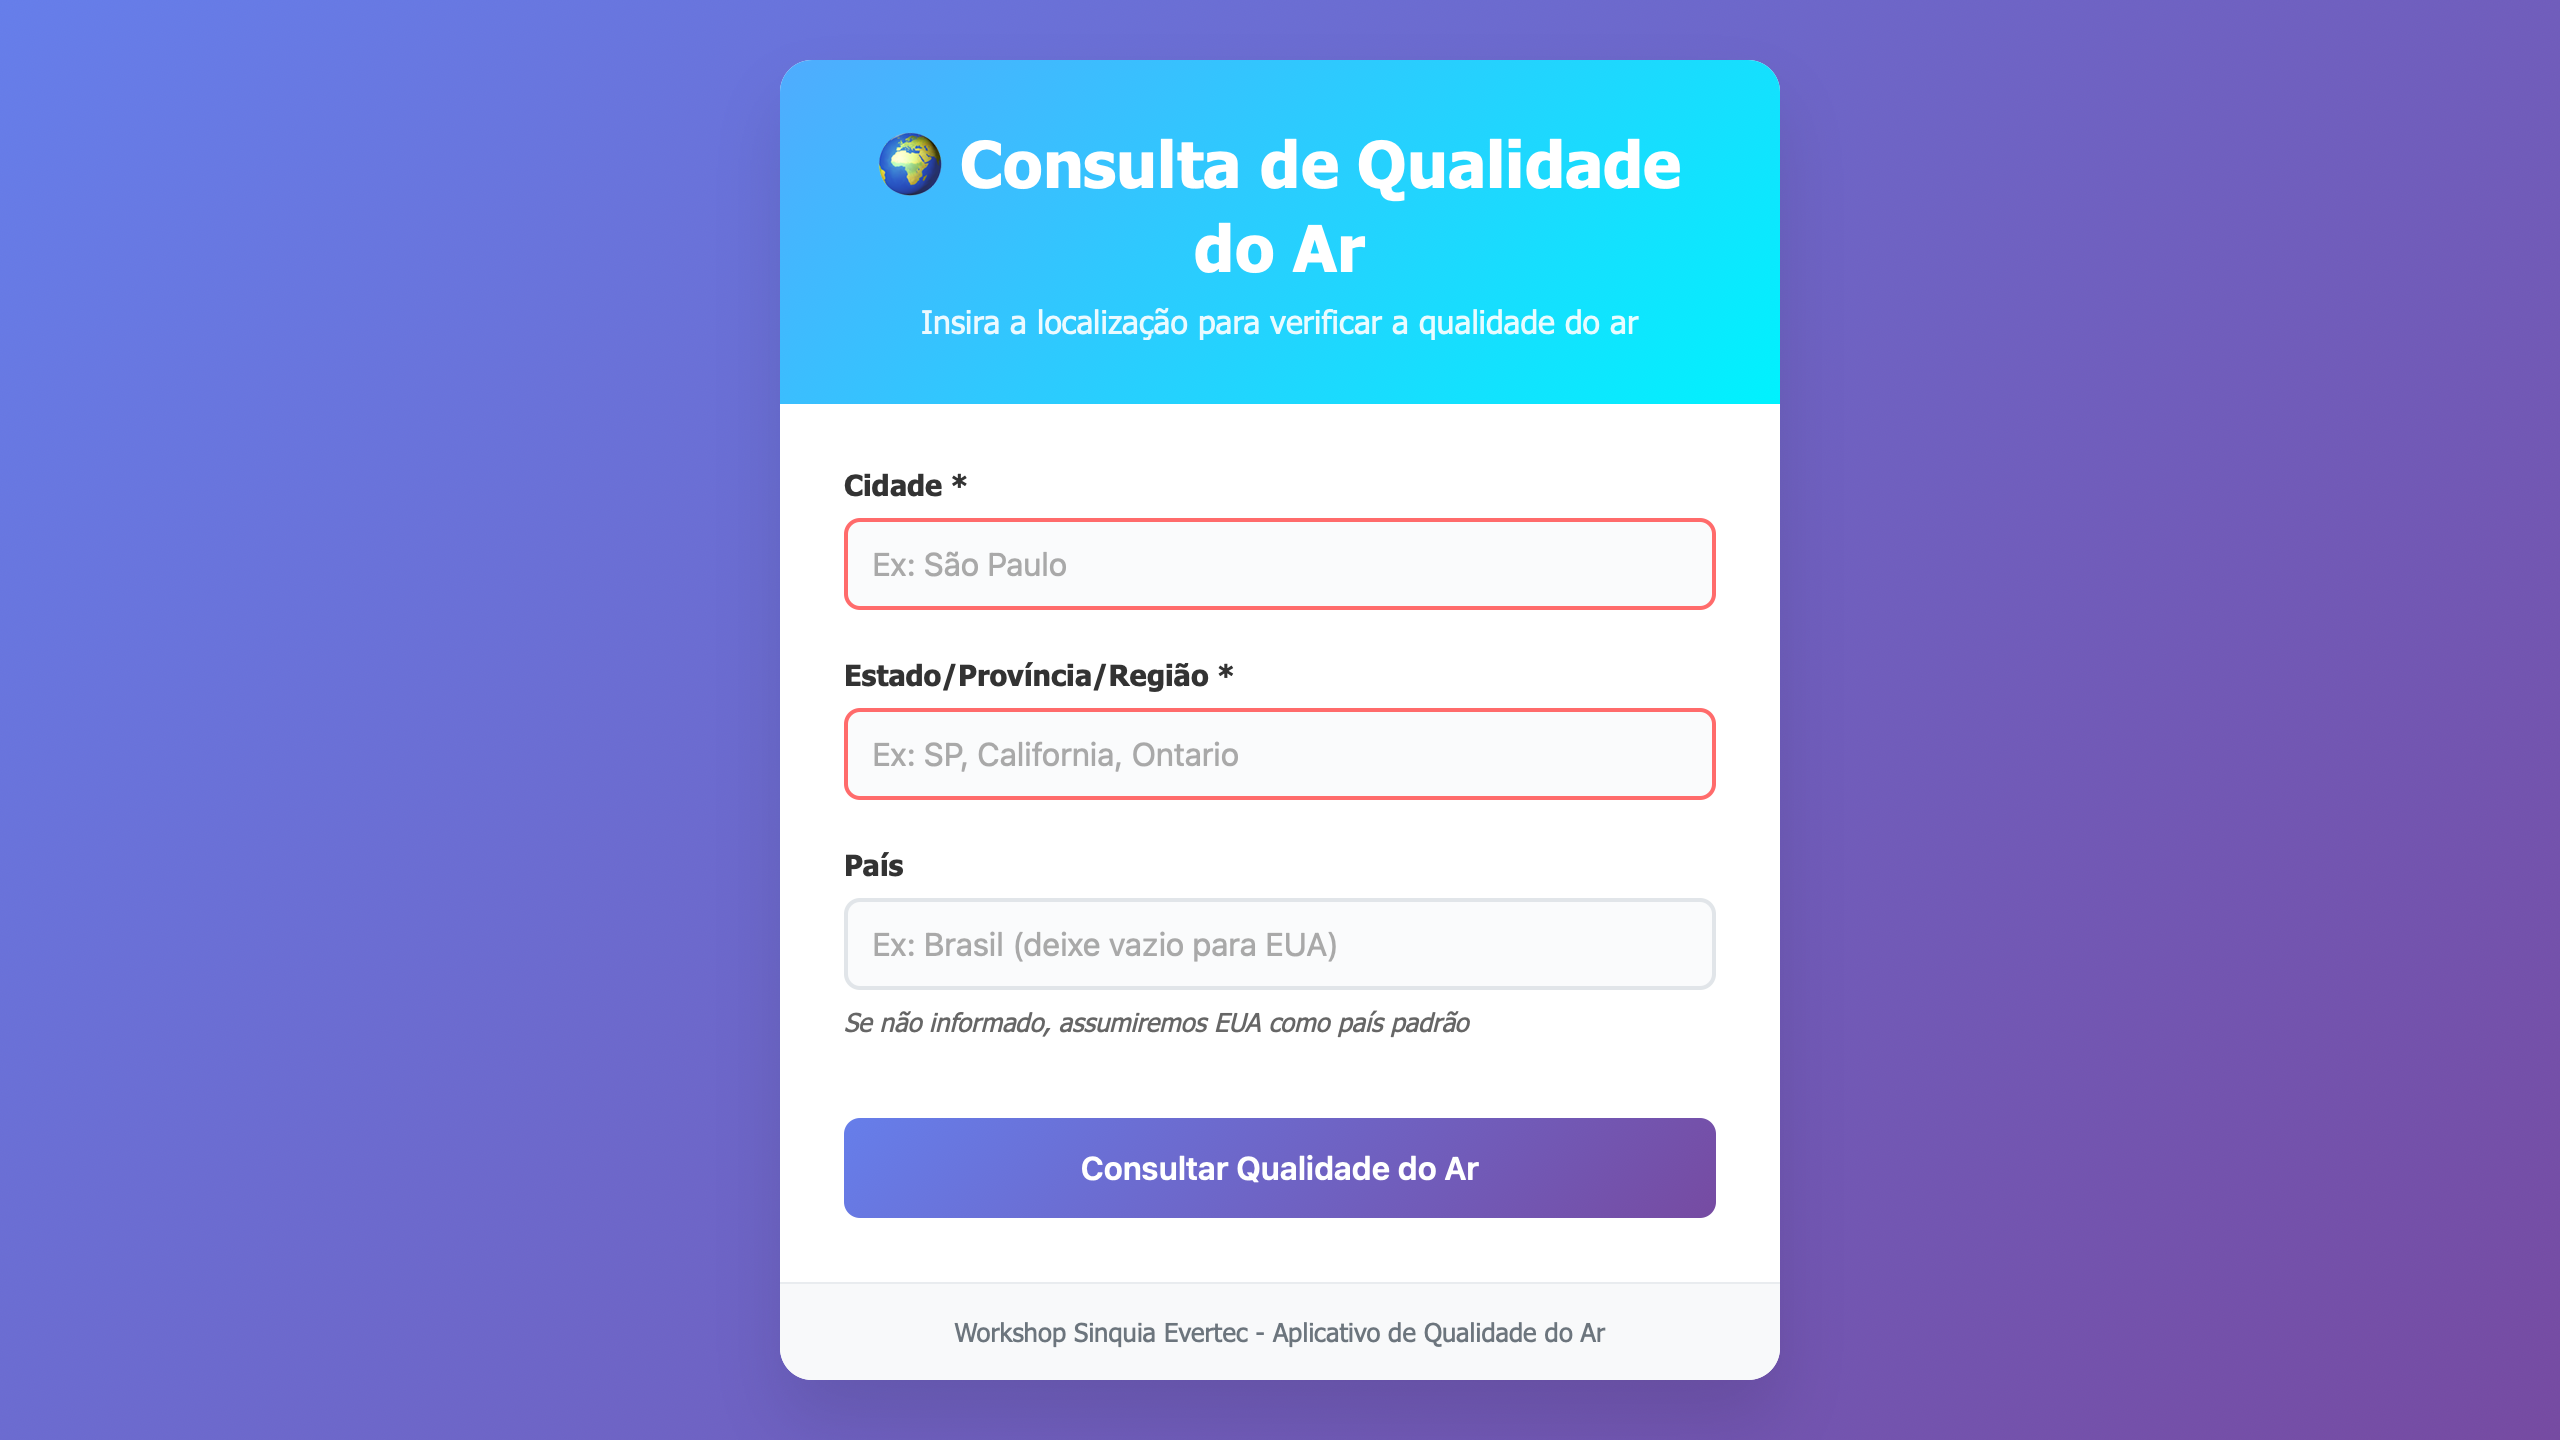 🌍 Consulta de Qualidade
do Ar
Insira a localização para verificar a qualidade do ar
Cidade *
Ex: São Paulo
Estado/Província/Região *
Ex: SP, California, Ontario
País
Ex: Brasil (deixe vazio para EUA)
Se não informado, assumiremos EUA como país padrão
Consultar Qualidade do Ar
Workshop Sinquia Evertec - Aplicativo de Qualidade do Ar